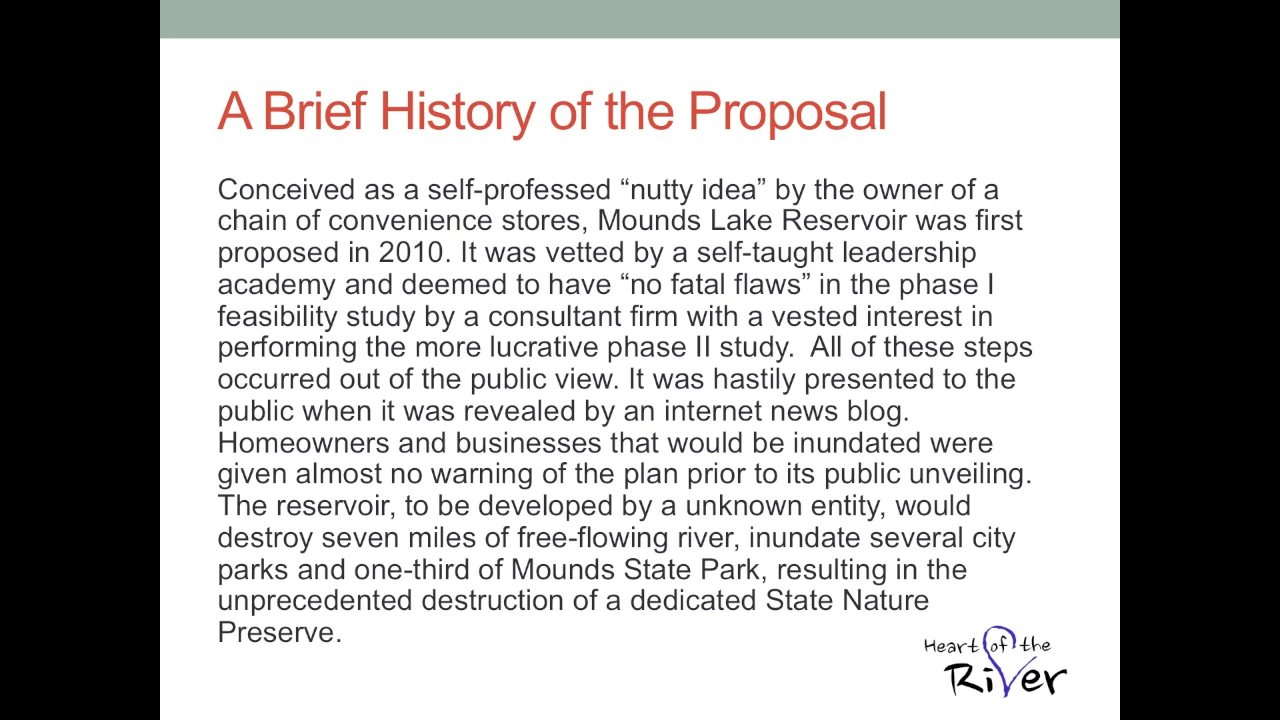 A Brief History of the Proposal
Conceived as a self-professed “nutty idea” by the owner of a
chain of convenience stores, Mounds Lake Reservoir was first
proposed in 2010. It was vetted by a self-taught leadership
academy and deemed to have “no fatal flaws” in the phase I
feasibility study by a consultant firm with a vested interest in
performing the more lucrative phase II study.  All of these steps
occurred out of the public view. It was hastily presented to the
public when it was revealed by an internet news blog.
Homeowners and businesses that would be inundated were
given almost no warning of the plan prior to its public unveiling.
The reservoir, to be developed by a unknown entity, would
destroy seven miles of free-flowing river, inundate several city
parks and one-third of Mounds State Park, resulting in the
unprecedented destruction of a dedicated State Nature
Preserve.
Heart of the
River